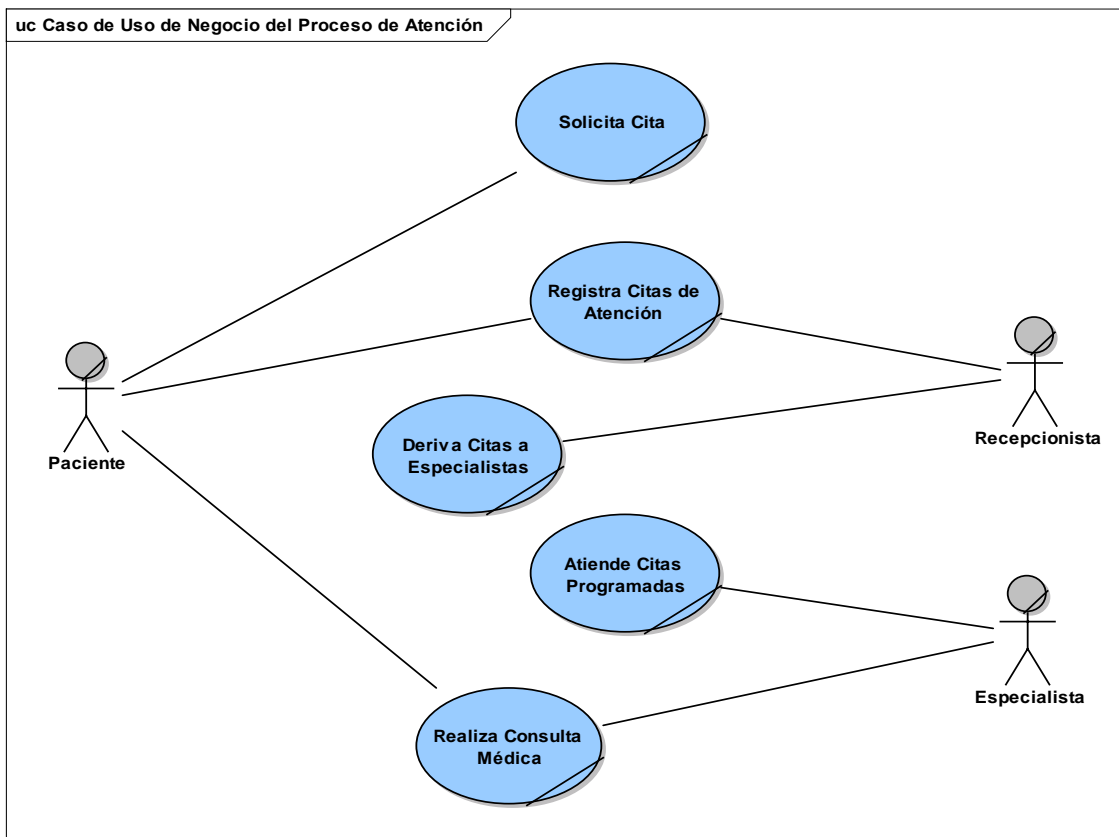 uc Caso de Uso de Negocio del Proceso de Atención
Solicita Cita
Registra Citas de
Atención
Paciente
Recepcionista
Deriva Citas a
Especialistas
Atiende Citas
Programadas
Especialista
Realiza Consulta
Médica